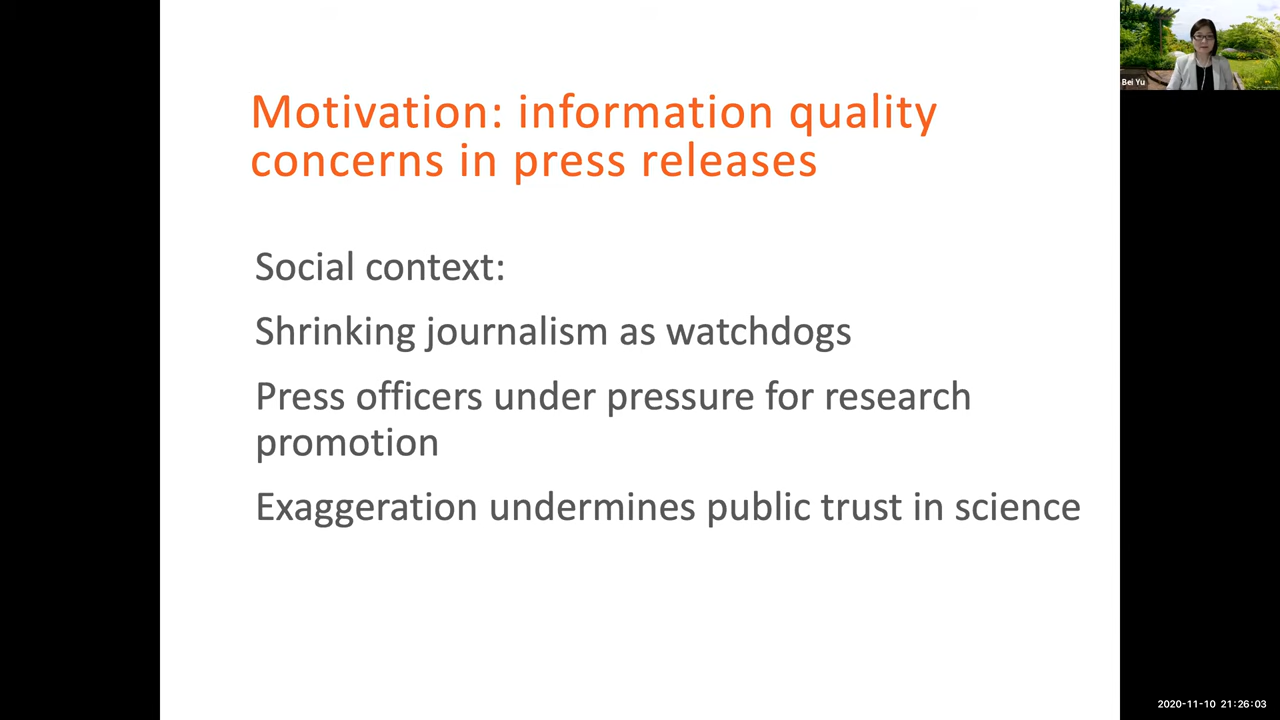 Motivation: information quality
concerns in press releases
Social context:
Shrinking journalism as watchdogs
Press officers under pressure for research
promotion
Exaggeration undermines public trust in science
Bei Yu
2020-11-10 21:26:03